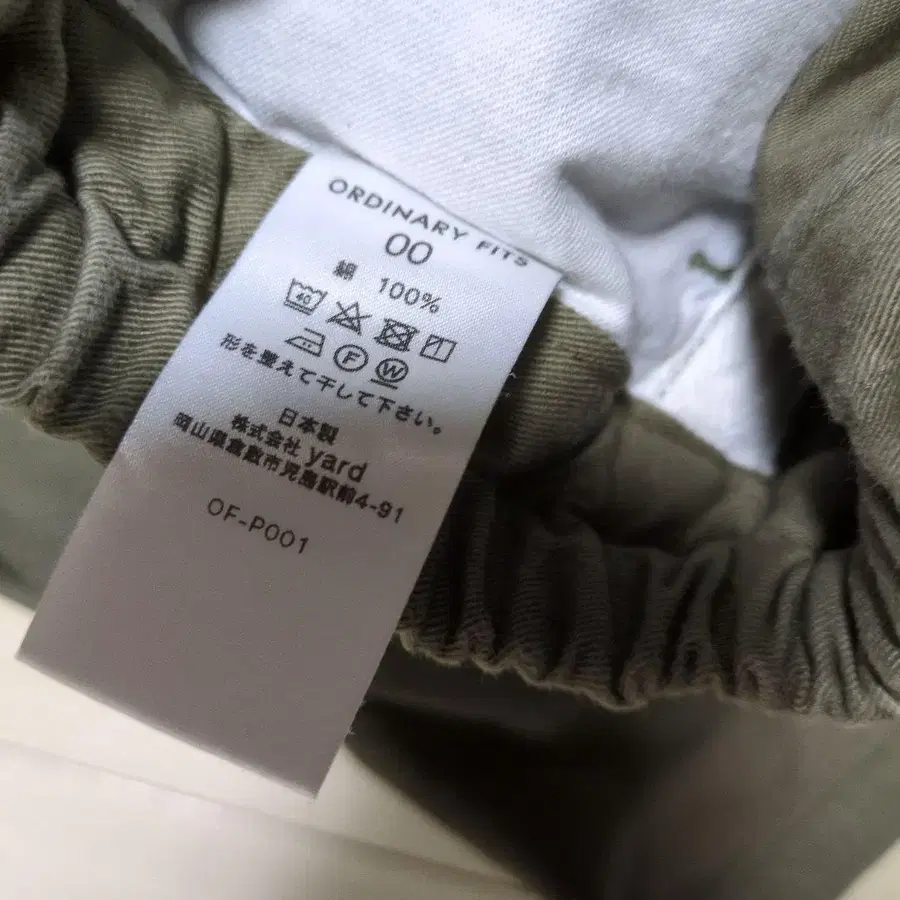 ORDINARY FITS
00
綿 100%
40
F W
形を整えて干して下さい。
日本製
株式会社 yard
岡山県倉敷市児島駅前4-91
OF-P001